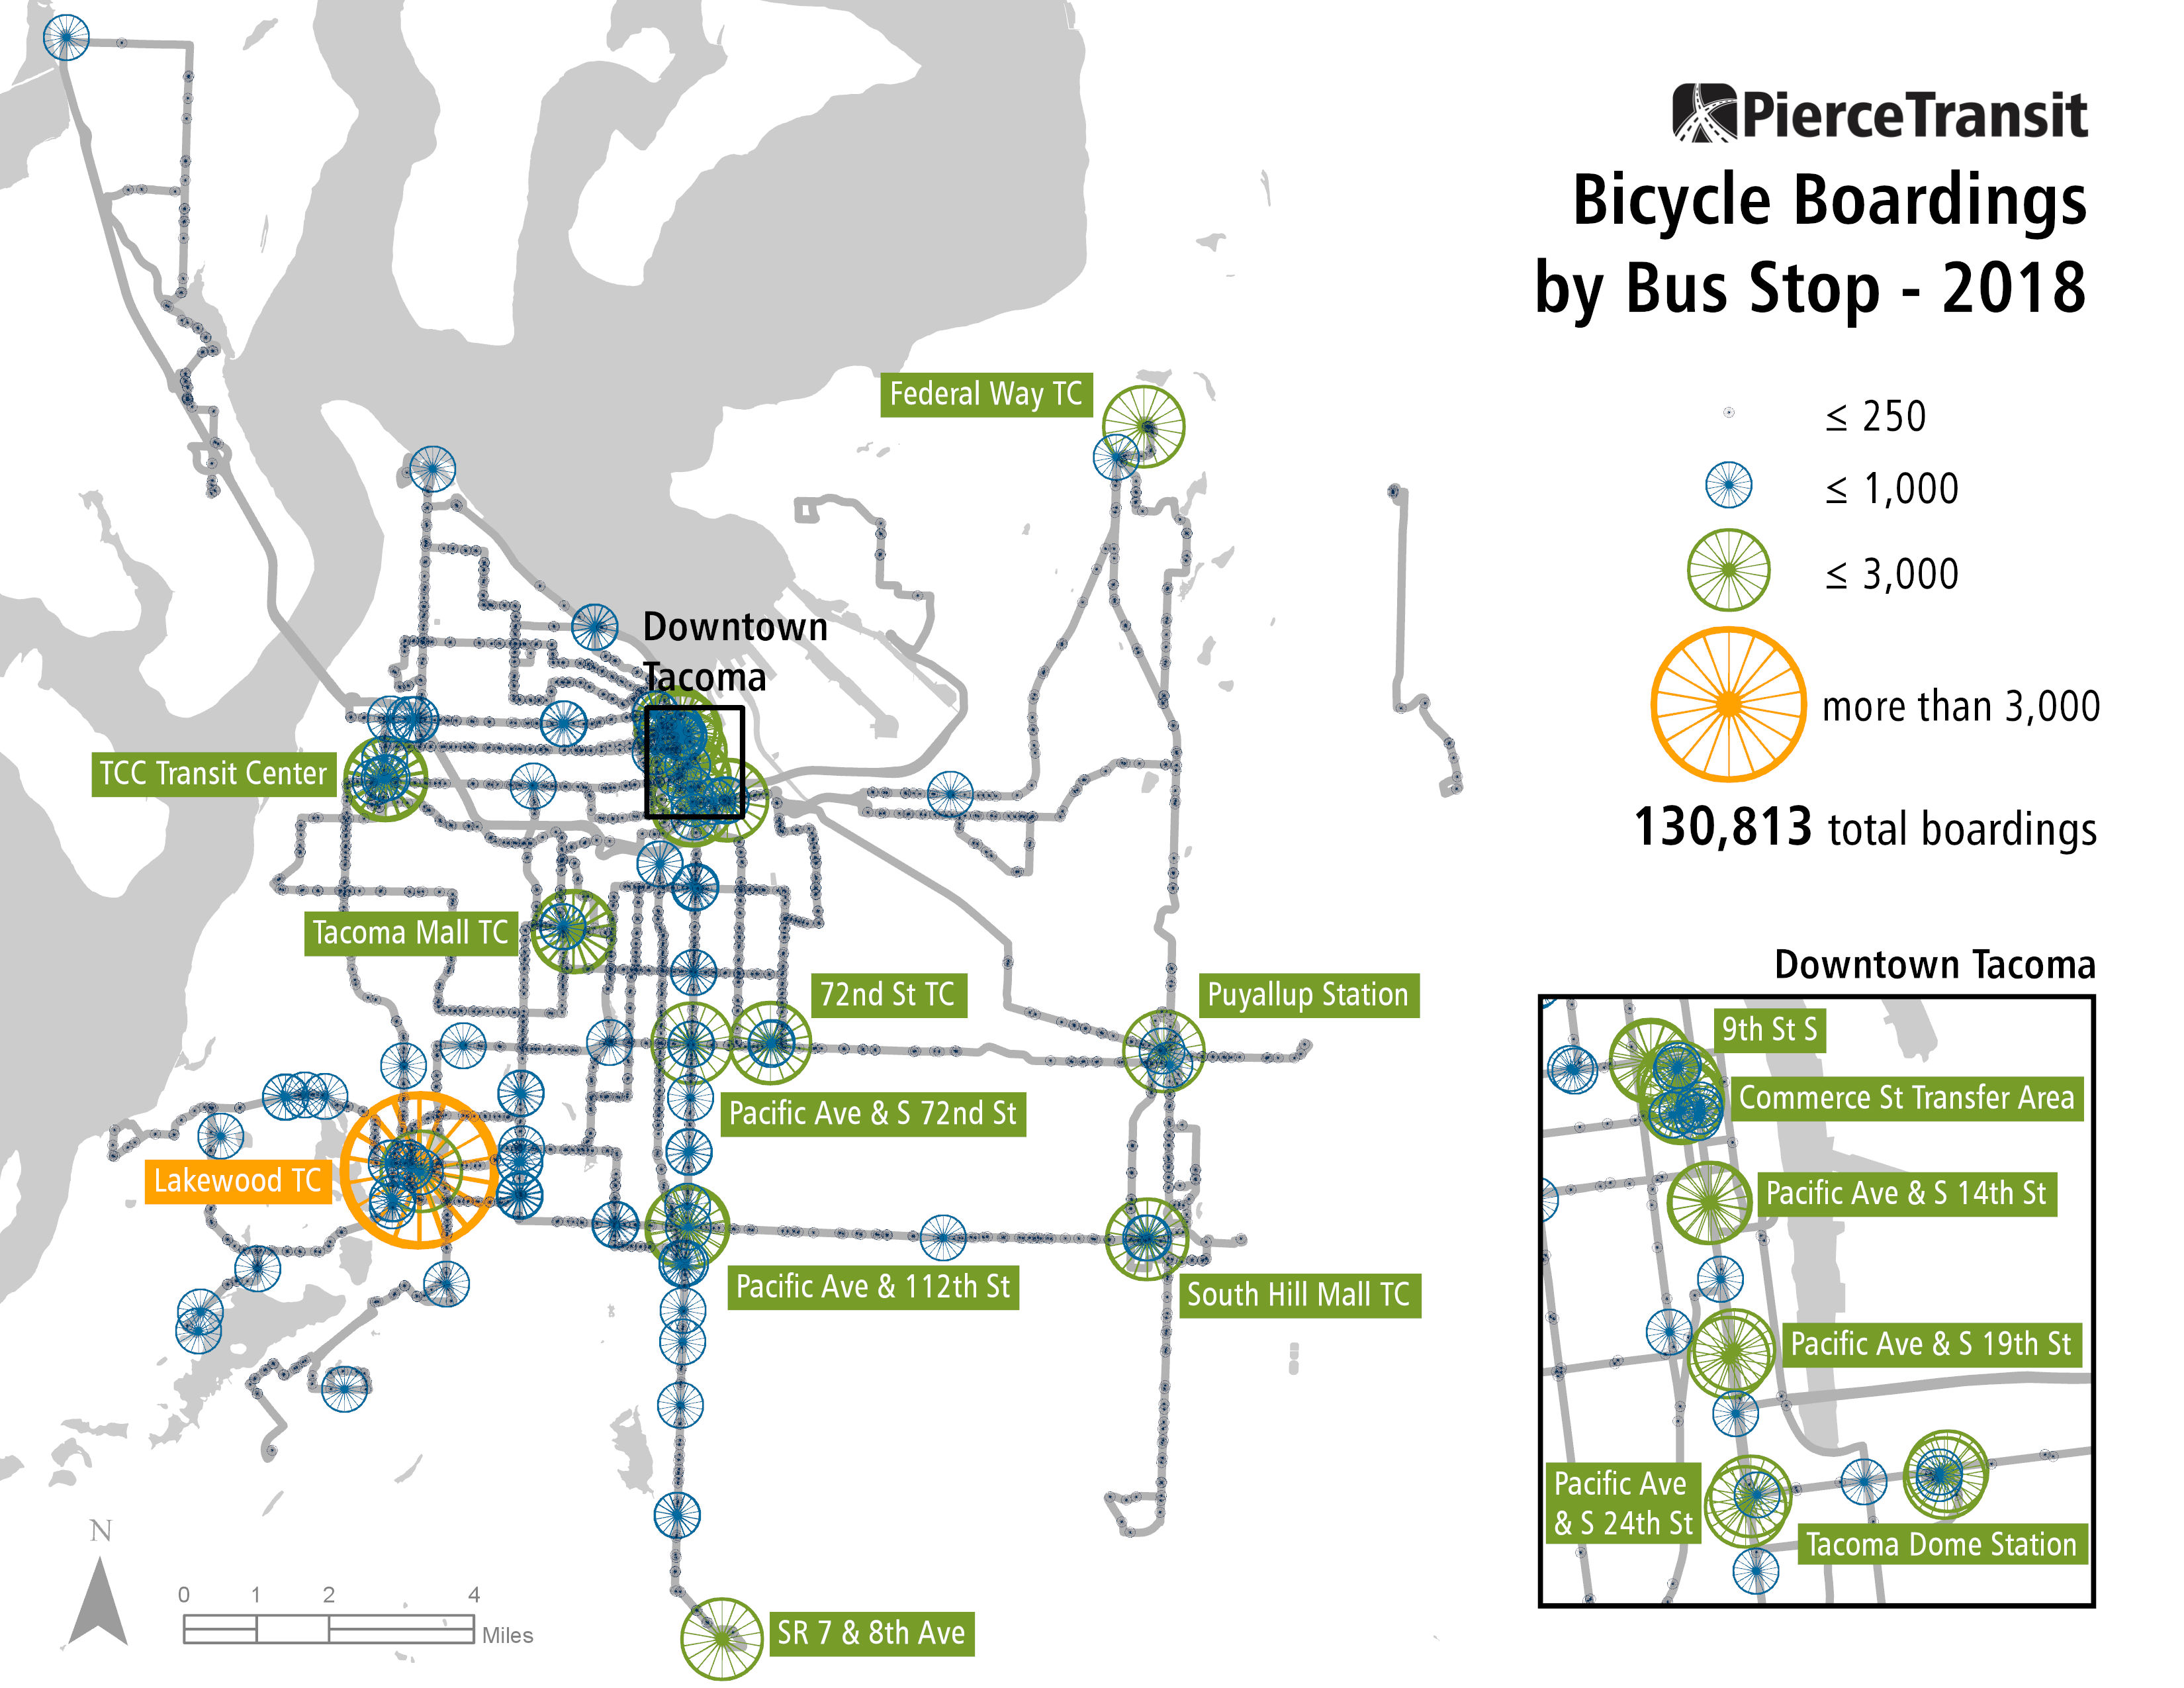 PierceTransit
Bicycle Boardings
by Bus Stop - 2018
≤ 250
≤ 1,000
≤ 3,000
more than 3,000
130,813 total boardings
Federal Way TC
Downtown
Tacoma
TCC Transit Center
Tacoma Mall TC
72nd St TC
Puyallup Station
Pacific Ave & S 72nd St
Lakewood TC
Pacific Ave & 112th St
South Hill Mall TC
SR 7 & 8th Ave
Downtown Tacoma
9th St S
Commerce St Transfer Area
Pacific Ave & S 14th St
Pacific Ave & S 19th St
Pacific Ave
& S 24th St
Tacoma Dome Station
N
0 1 2 4
Miles